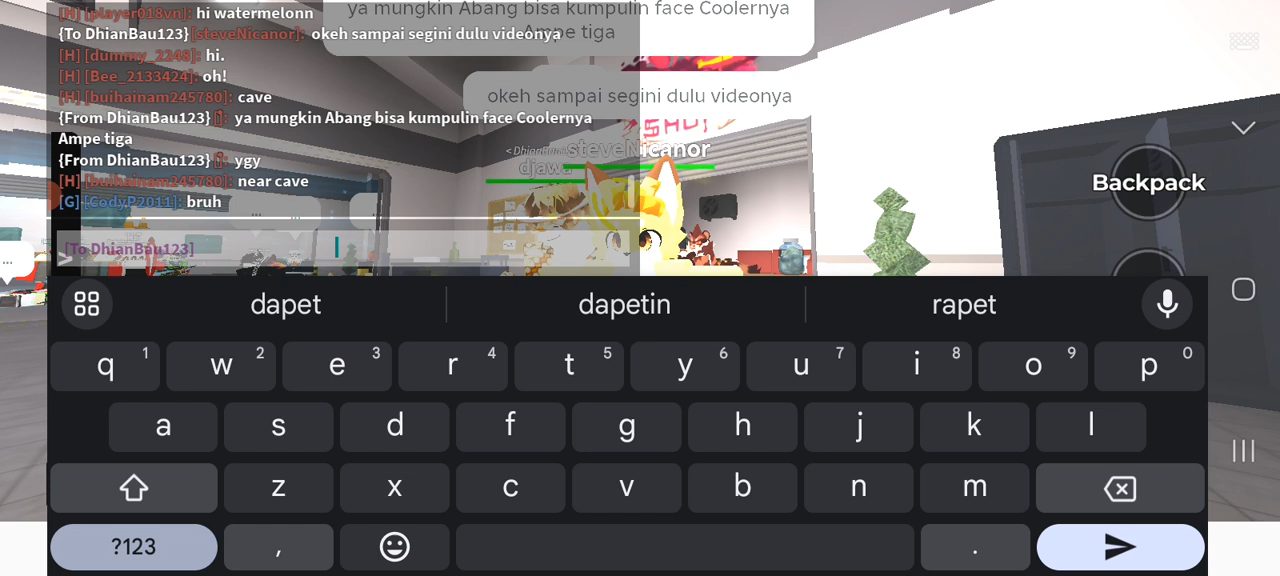 [H] [player018vn]: hi watermelonn
{To DhianBau123} [steveNicanor]: okeh sampai segini dulu videonya
[H] [dummy_2248]: hi.
[H] [Bee_2133424]: oh!
[H] [buihainam245780]: cave
{From DhianBau123} []: ya mungkin Abang bisa kumpulin face Coolernya
Ampe tiga
{From DhianBau123} []: ygy
[H] [buihainam245780]: near cave
[G] [CodyP2011]: bruh
[To DhianBau123]
>
ya mungkin Abang bisa kumpulin face Coolernya
Ampe tiga
okeh sampai segini dulu videonya
steveNicanor
djawa
...
Backpack
dapet dapetin rapet
q 1 w 2 e 3 r 4 t 5 y 6 u 7 i 8 o 9 p 0
a s d f g h j k l
z x c v b n m
?123 , .